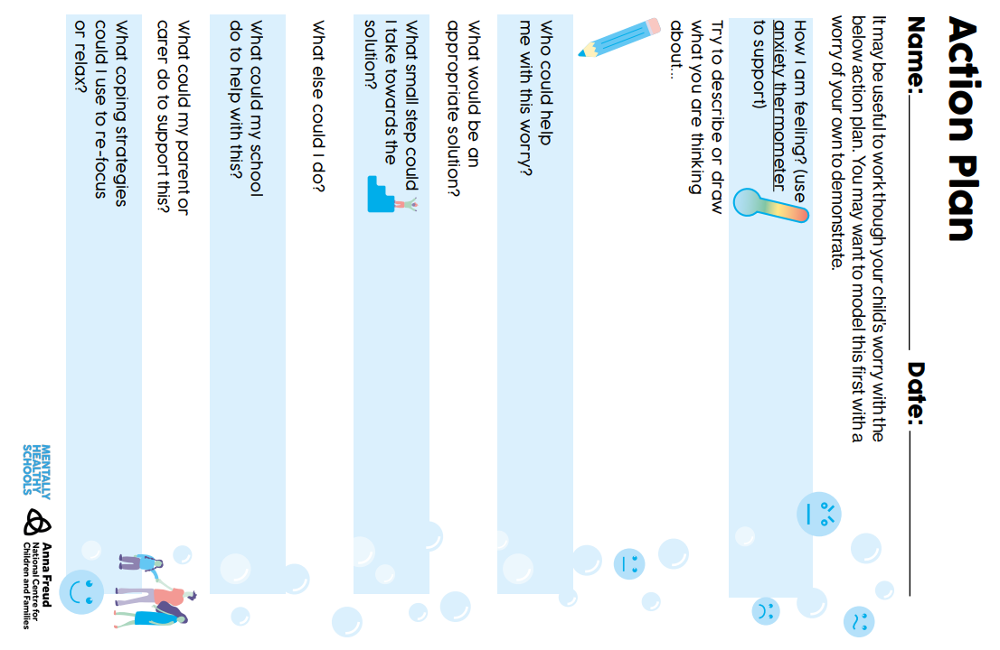 Action Plan
Name: Date:
It may be useful to work though your child's worry with the
below action plan. You may want to model this first with a
worry of your own to demonstrate.
How I am feeling? (use
anxiety thermometer
to support)
Try to describe or draw
what you are thinking
about...
Who could help
me with this worry?
What would be an
appropriate solution?
What small step could
I take towards the
solution?
What else could I do?
What could my school
do to help with this?
What could my parent or
carer do to support this?
What coping strategies
could I use to re-focus
or relax?
MENTALLY
HEALTHY
SCHOOLS
Anna Freud
National Centre for
Children and Families